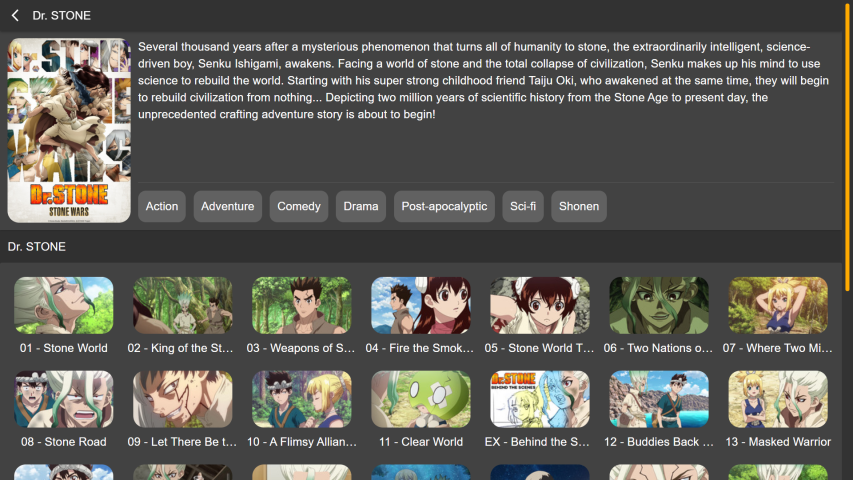 Dr. STONE
Several thousand years after a mysterious phenomenon that turns all of humanity to stone, the extraordinarily intelligent, science-
driven boy, Senku Ishigami, awakens. Facing a world of stone and the total collapse of civilization, Senku makes up his mind to use
science to rebuild the world. Starting with his super strong childhood friend Taiju Oki, who awakened at the same time, they will begin
to rebuild civilization from nothing... Depicting two million years of scientific history from the Stone Age to present day, the
unprecedented crafting adventure story is about to begin!
Dr.STONE
STONE WARS
Action
Adventure
Comedy
Drama
Post-apocalyptic
Sci-fi
Shonen
Dr. STONE
01 - Stone World
02 - King of the St...
03 - Weapons of S...
04 - Fire the Smok...
05 - Stone World T...
06 - Two Nations o...
07 - Where Two Mi...
Dr.STONE
BEHIND THE SCENES
08 - Stone Road
09 - Let There Be t...
10 - A Flimsy Allian...
11 - Clear World
EX - Behind the S...
12 - Buddies Back ...
13 - Masked Warrior